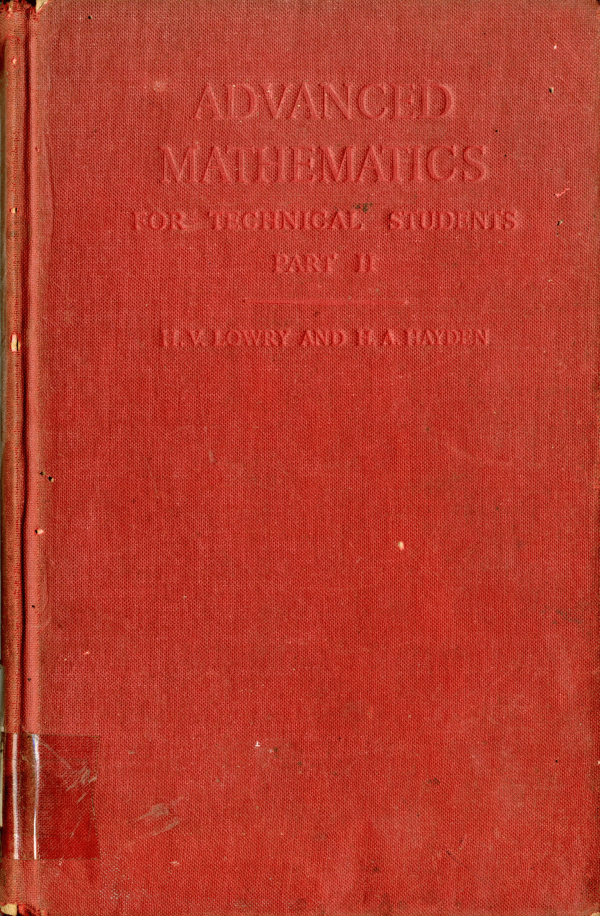 ADVANCED
MATHEMATICS
FOR TECHNICAL STUDENTS
PART II
H. V. LOWRY AND H. A. HAYDEN